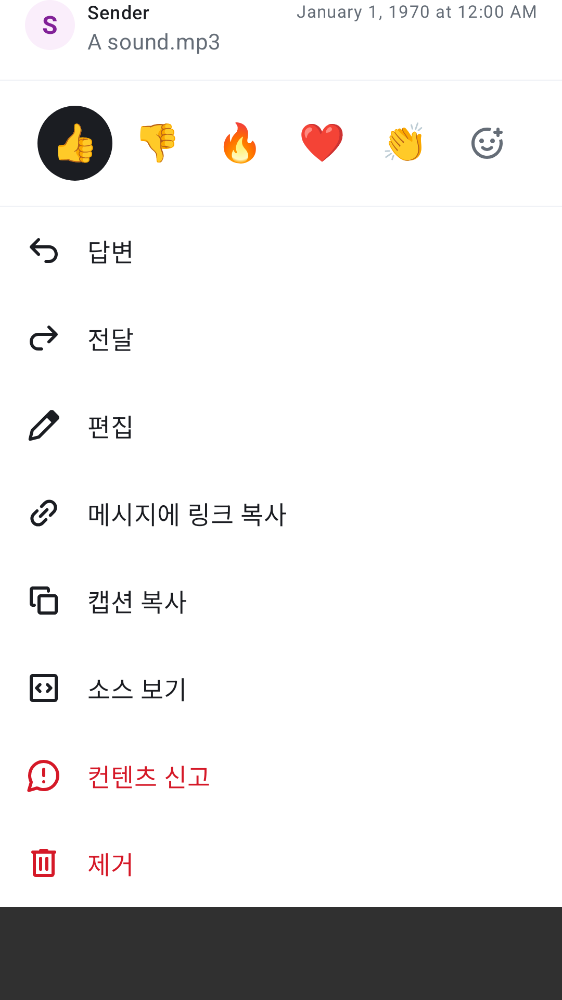 S
Sender
January 1, 1970 at 12:00 AM
A sound.mp3
답변
전달
편집
메시지에 링크 복사
캡션 복사
소스 보기
컨텐츠 신고
제거